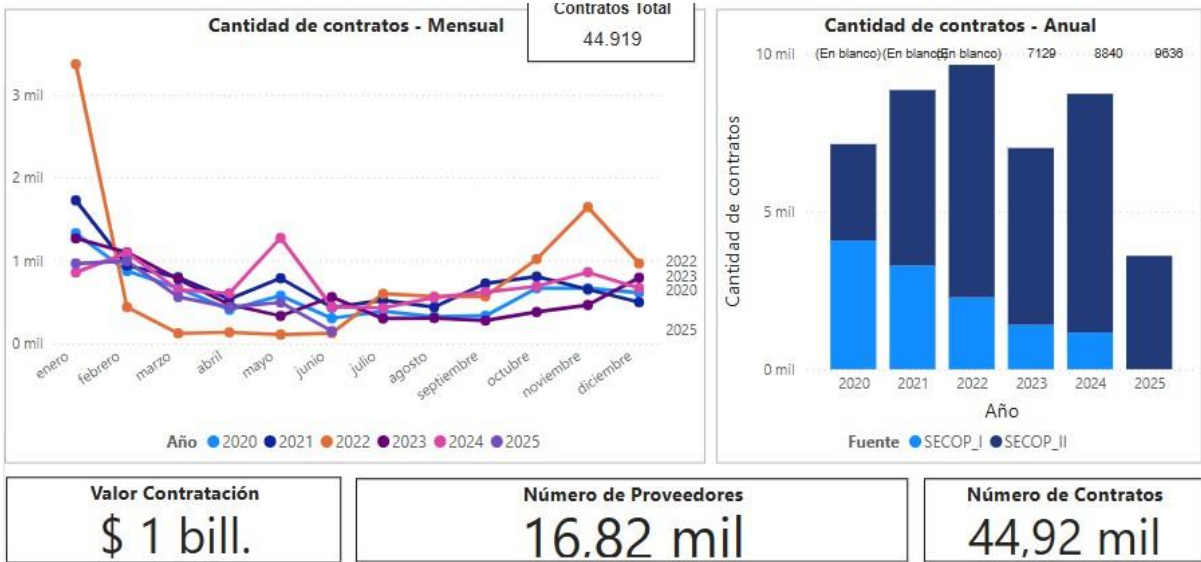 Cantidad de contratos - Mensual
Contratos Total
44.919
3 mil
2 mil
1 mil
0 mil
enero
febrero
marzo
abril
mayo
junio
julio
agosto
septiembre
octubre
noviembre
diciembre
2022
2023
2020
2025
Año 2020 2021 2022 2023 2024 2025
Cantidad de contratos - Anual
(En blanco) (En blanco) (En blanco) 7129 8840 9636
10 mil
5 mil
0 mil
Cantidad de contratos
2020 2021 2022 2023 2024 2025
Año
Fuente SECOP_I SECOP_II
Valor Contratación
$ 1 bill.
Número de Proveedores
16,82 mil
Número de Contratos
44,92 mil